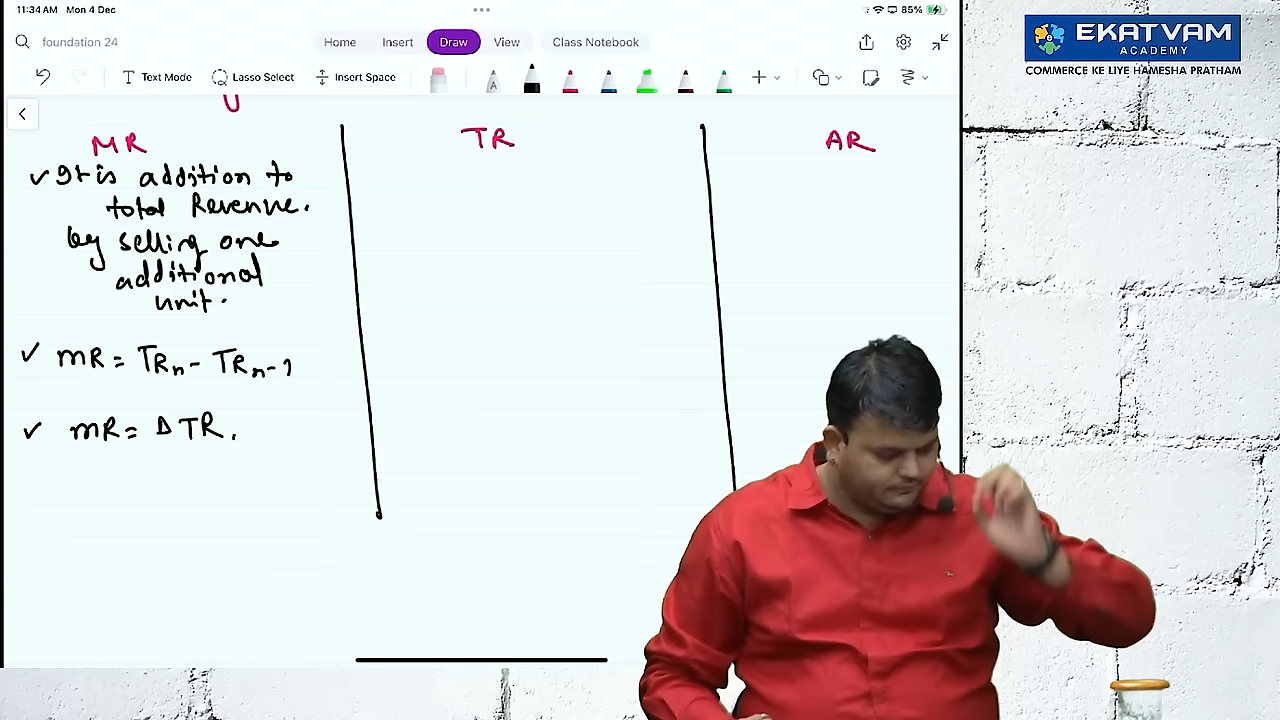 11:34 AM Mon 4 Dec
85%
foundation 24
Home Insert Draw View Class Notebook
Text Mode Lasso Select Insert Space
EKATVAM
ACADEMY
COMMERCE KE LIYE HAMESHA PRATHAM
MR
✓ It is addition to
total Revenue.
by selling one
additional
unit.
✓ MR = TRn - TRn-1
✓ MR = Δ TR.
TR
AR